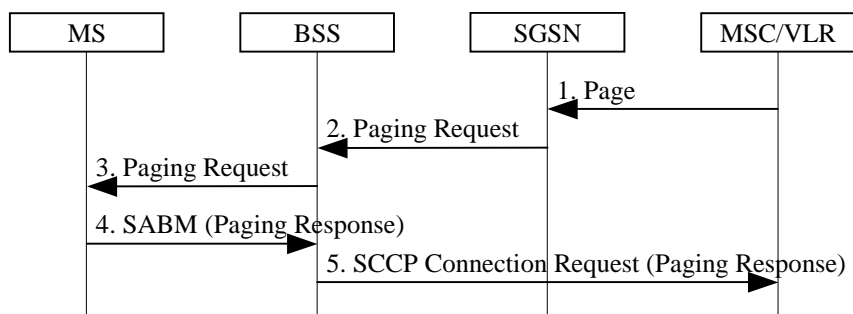 MS
BSS
SGSN
MSC/VLR
1. Page
2. Paging Request
3. Paging Request
4. SABM (Paging Response)
5. SCCP Connection Request (Paging Response)